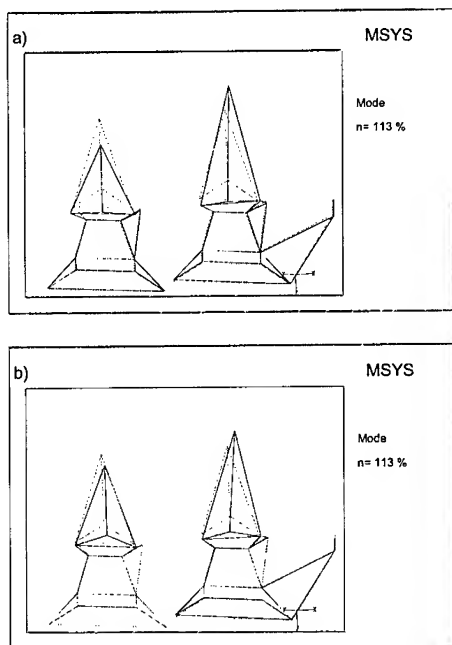 a)
MSYS
Mode
n= 113 %
b)
MSYS
Mode
n= 113 %